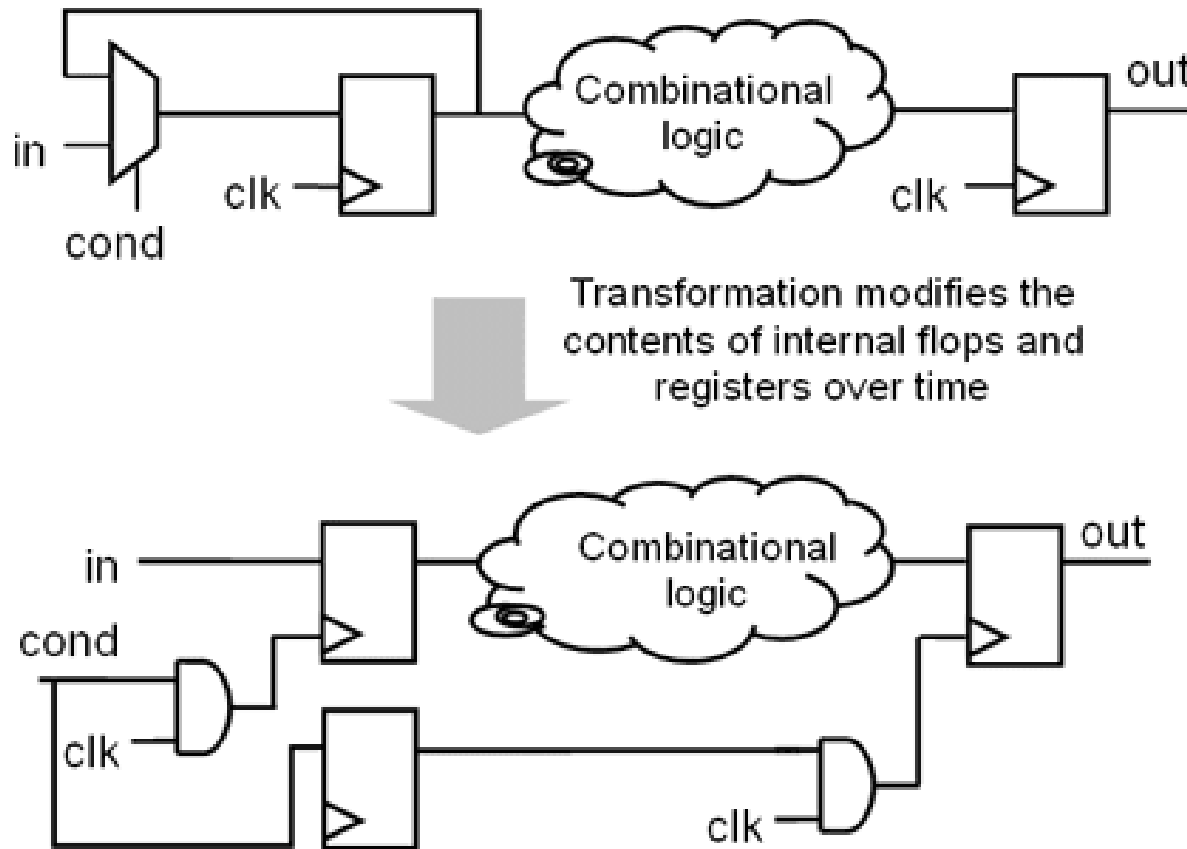 out
Combinational
logic
in
clk
clk
cond
Transformation modifies the
contents of internal flops and
registers over time
Combinational
logic
out
in
cond
clk
clk